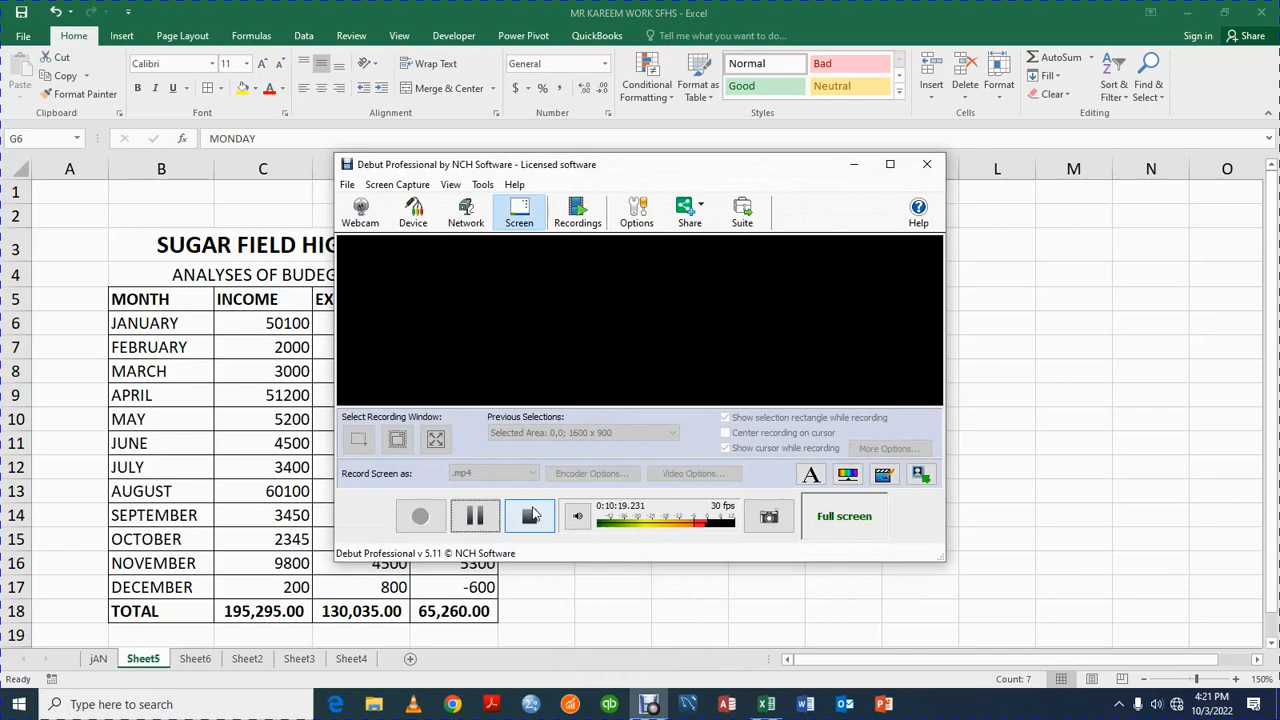 MR KAREEM WORK SFHS - Excel
File Home Insert Page Layout Formulas Data Review View Developer Power Pivot QuickBooks Tell me what you want to do... Sign in Share
Paste Cut Copy Format Painter
Calibri 11 Wrap Text General Conditional Formatting Format as Table Normal Bad Insert Delete Format AutoSum Fill Clear Sort & Filter Find & Select
B I U A Merge & Center $ % Good Neutral
Clipboard Font Alignment Number Styles Cells Editing
G6 fx MONDAY
A B C L M N O
1
2
3 SUGAR FIELD HIG
4 ANALYSES OF BUDEG
5 MONTH INCOME EX
6 JANUARY 50100
7 FEBRUARY 2000
8 MARCH 3000
9 APRIL 51200
10 MAY 5200
11 JUNE 4500
12 JULY 3400
13 AUGUST 60100
14 SEPTEMBER 3450
15 OCTOBER 2345
16 NOVEMBER 9800 4500 5300
17 DECEMBER 200 800 -600
18 TOTAL 195,295.00 130,035.00 65,260.00
19
Debut Professional by NCH Software - Licensed software
File Screen Capture View Tools Help
Webcam Device Network Screen Recordings Options Share Suite Help
Select Recording Window: Previous Selections:
Selected Area: 0,0; 1600 x 900
Show selection rectangle while recording
Center recording on cursor
Show cursor while recording More Options...
Record Screen as: .mp4 Encoder Options... Video Options... A
0:10:19.231 30 fps
Full screen
Debut Professional v 5.11 © NCH Software
jAN Sheet5 Sheet6 Sheet2 Sheet3 Sheet4
Ready Count: 7 150%
Type here to search
4:21 PM
10/3/2022